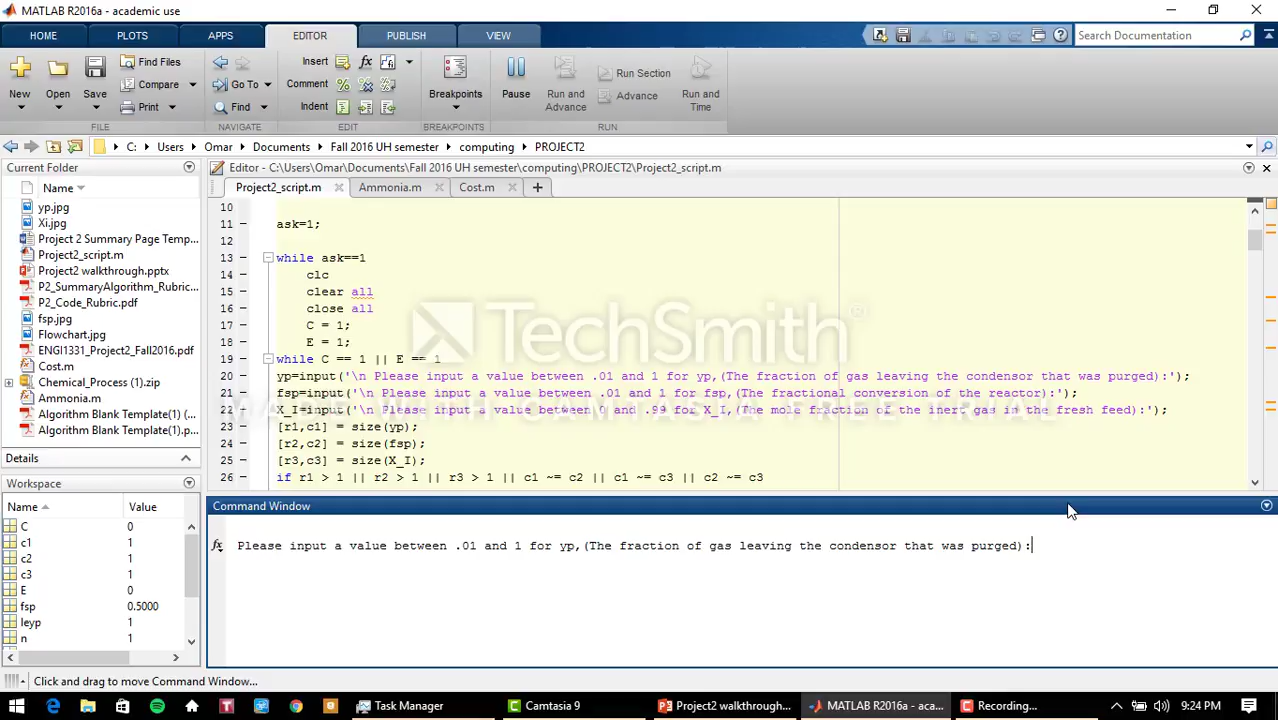 MATLAB R2016a - academic use
HOME PLOTS APPS EDITOR PUBLISH VIEW Search Documentation
New Open Save Find Files Compare Print
Go To Find
Insert Comment Indent
Breakpoints Pause Run and Advance Run Section Advance Run and Time
FILE NAVIGATE EDIT BREAKPOINTS RUN
C: Users Omar Documents Fall 2016 UH semester computing PROJECT2
Current Folder
Name
yp.jpg
Xi.jpg
Project 2 Summary Page Temp...
Project2_script.m
Project2 walkthrough.pptx
P2_SummaryAlgorithm_Rubric...
P2_Code_Rubric.pdf
fsp.jpg
Flowchart.jpg
ENGI1331_Project2_Fall2016.pdf
Cost.m
Chemical_Process (1).zip
Ammonia.m
Algorithm Blank Template(1).pdf
Algorithm Blank Template(1).p...
Details
Workspace
Name Value
C 0
c1 1
c2 1
c3 1
E 0
fsp 0.5000
leyp 1
n 1
Editor - C:\Users\Omar\Documents\Fall 2016 UH semester\computing\PROJECT2\Project2_script.m
Project2_script.m Ammonia.m Cost.m
10
11 ask=1;
12
13 while ask==1
14 clc
15 clear all
16 close all
17 C = 1;
18 E = 1;
19 while C == 1 || E == 1
20 yp=input('\n Please input a value between .01 and 1 for yp,(The fraction of gas leaving the condensor that was purged):');
21 fsp=input('\n Please input a value between .01 and 1 for fsp,(The fractional conversion of the reactor):');
22 X_I=input('\n Please input a value between 0 and .99 for X_I,(The mole fraction of the inert gas in the fresh feed):');
23 [r1,c1] = size(yp);
24 [r2,c2] = size(fsp);
25 [r3,c3] = size(X_I);
26 if r1 > 1 || r2 > 1 || r3 > 1 || c1 ~= c2 || c1 ~= c3 || c2 ~= c3
TechSmith
MADE WITH CAMTASIA FREE TRIAL
Command Window
fx Please input a value between .01 and 1 for yp,(The fraction of gas leaving the condensor that was purged):
Click and drag to move Command Window...
Task Manager Camtasia 9 Project2 walkthrough... MATLAB R2016a - aca... Recording... 9:24 PM